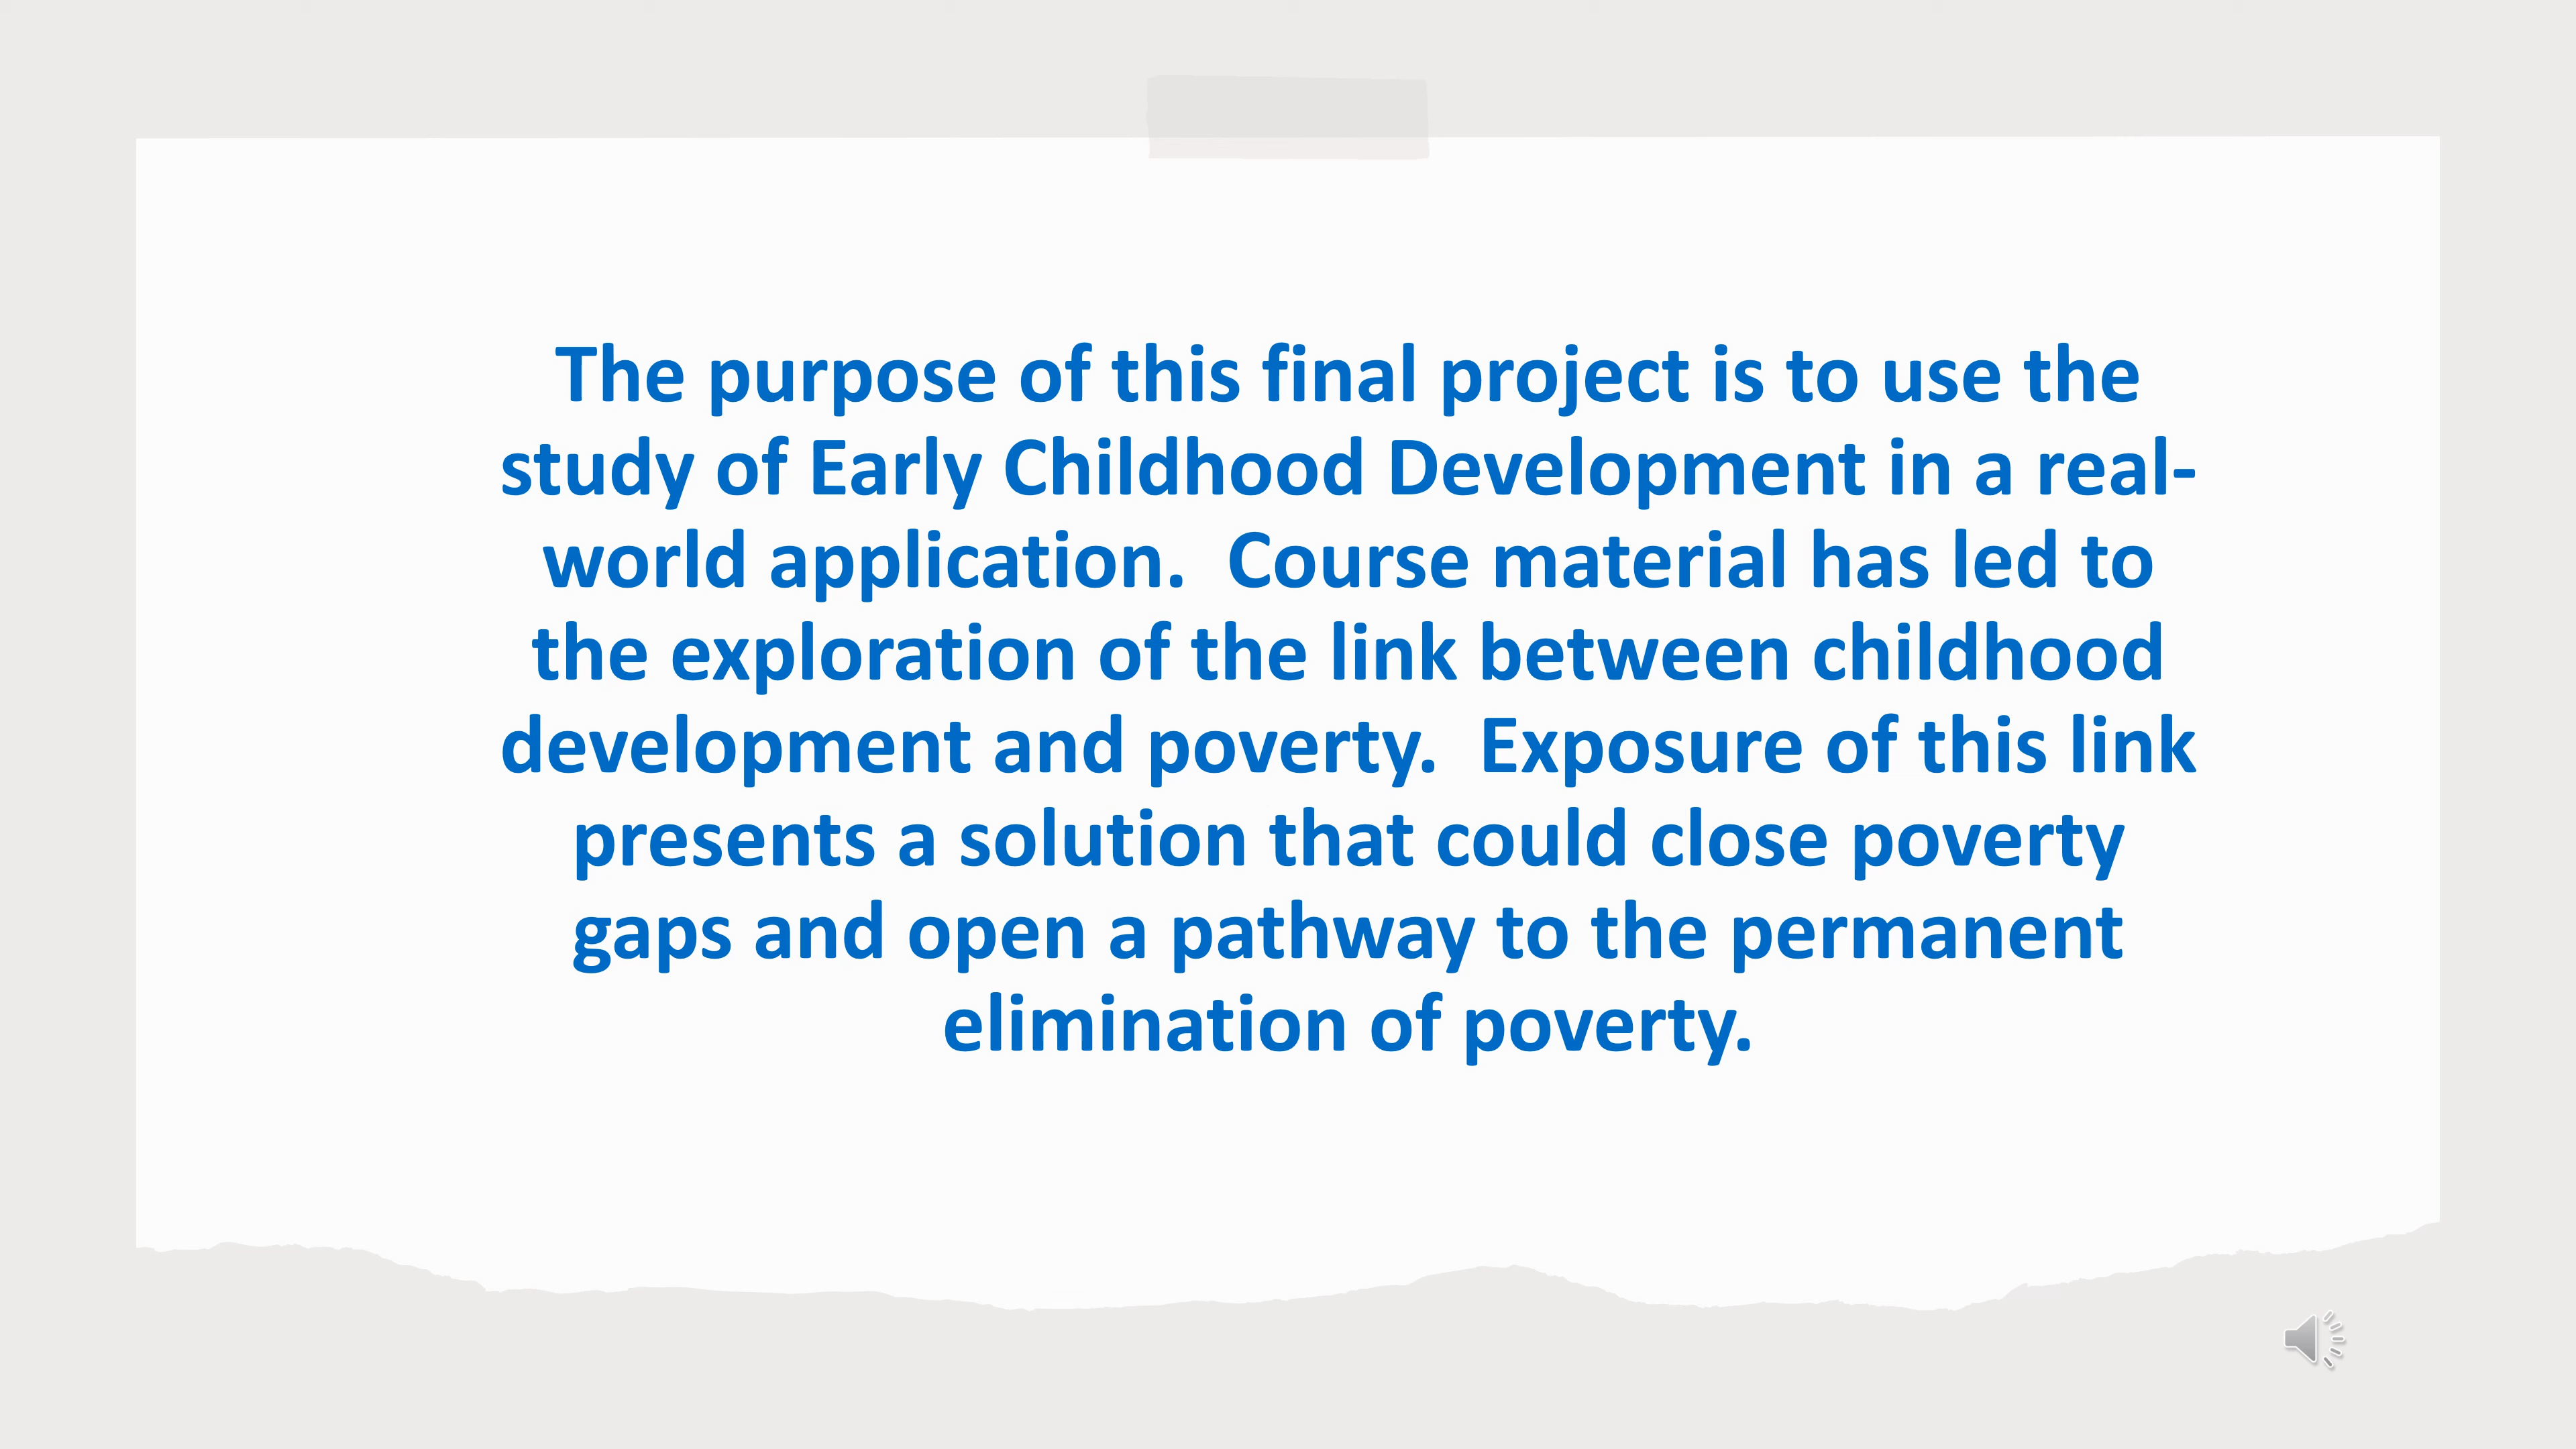 The purpose of this final project is to use the
study of Early Childhood Development in a real-
world application.  Course material has led to
the exploration of the link between childhood
development and poverty.  Exposure of this link
presents a solution that could close poverty
gaps and open a pathway to the permanent
elimination of poverty.